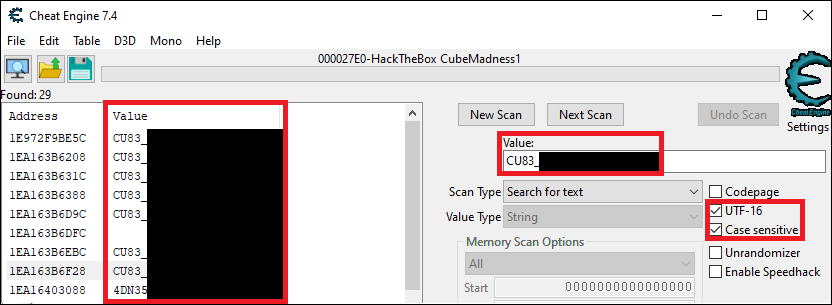 Cheat Engine 7.4
File Edit Table D3D Mono Help
000027E0-HackTheBox CubeMadness1
Found: 29
Address Value
1E972F9BE5C CU83_
1EA163B6208 CU83_
1EA163B631C CU83_
1EA163B6388 CU83_
1EA163B6D9C CU83_
1EA163B6DFC
1EA163B6EBC CU83_
1EA163B6F28 CU83_
1EA16403088 4DN35
New Scan Next Scan Undo Scan
Cheat Engine
Settings
Value:
CU83_
Scan Type Search for text
Value Type String
Codepage
UTF-16
Case sensitive
Unrandomizer
Enable Speedhack
Memory Scan Options
All
Start 0000000000000000